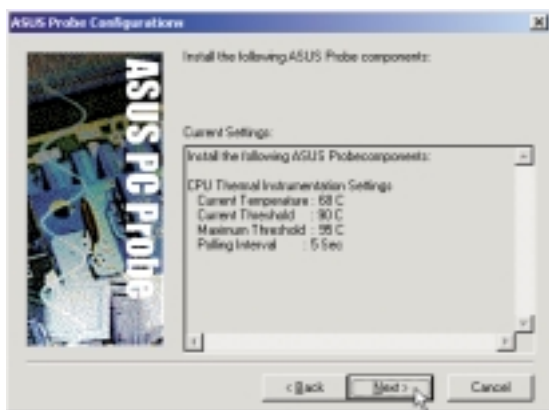 ASUS Probe Configurations
ASUS PC Probe
Install the following ASUS Probe components:
Current Settings:
Install the following ASUS Probecomponents:
CPU Thermal Instrumentation Settings
Current Temperature : 68 C
Current Threshold : 90 C
Maximum Threshold : 95 C
Polling Interval : 5 Sec
< Back
Next >
Cancel